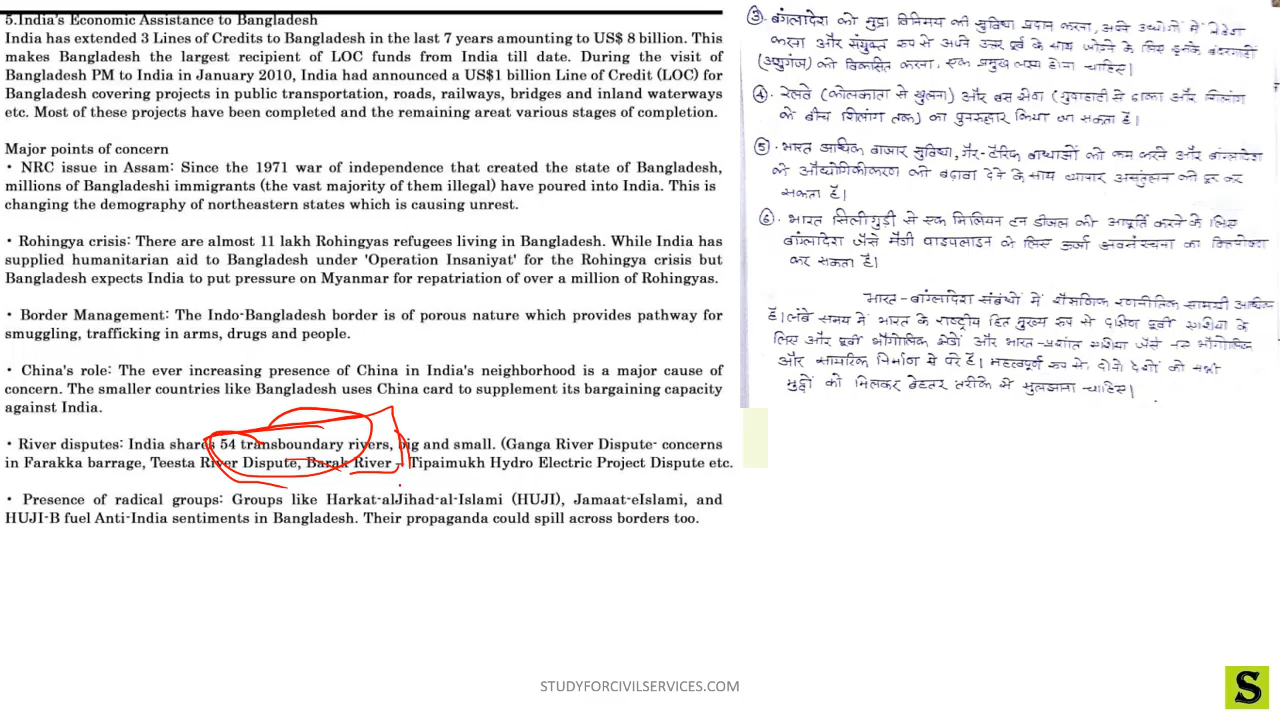 5.India's Economic Assistance to Bangladesh
India has extended 3 Lines of Credits to Bangladesh in the last 7 years amounting to US$ 8 billion. This
makes Bangladesh the largest recipient of LOC funds from India till date. During the visit of
Bangladesh PM to India in January 2010, India had announced a US$1 billion Line of Credit (LOC) for
Bangladesh covering projects in public transportation, roads, railways, bridges and inland waterways
etc. Most of these projects have been completed and the remaining areat various stages of completion.
Major points of concern
• NRC issue in Assam: Since the 1971 war of independence that created the state of Bangladesh,
millions of Bangladeshi immigrants (the vast majority of them illegal) have poured into India. This is
changing the demography of northeastern states which is causing unrest.
• Rohingya crisis: There are almost 11 lakh Rohingyas refugees living in Bangladesh. While India has
supplied humanitarian aid to Bangladesh under 'Operation Insaniyat' for the Rohingya crisis but
Bangladesh expects India to put pressure on Myanmar for repatriation of over a million of Rohingyas.
• Border Management: The Indo-Bangladesh border is of porous nature which provides pathway for
smuggling, trafficking in arms, drugs and people.
• China's role: The ever increasing presence of China in India's neighborhood is a major cause of
concern. The smaller countries like Bangladesh uses China card to supplement its bargaining capacity
against India.
• River disputes: India shares 54 transboundary rivers, big and small. (Ganga River Dispute- concerns
in Farakka barrage, Teesta River Dispute, Barak River – Tipaimukh Hydro Electric Project Dispute etc.
• Presence of radical groups: Groups like Harkat-alJihad-al-Islami (HUJI), Jamaat-eIslami, and
HUJI-B fuel Anti-India sentiments in Bangladesh. Their propaganda could spill across borders too.
③. बंगलादेश को मुद्रा विनिमय की सुविधा प्रदान करना, अपने उद्योगों में निवेश
करना और संयुक्त रूप से अपने उत्तर पूर्व के साथ जोड़ने के लिए इनके बंदरगाहों
(अशुगंज) को विकसित करना, एक प्रमुख लक्ष्य होना चाहिए।
④. रेलवे (कोलकाता से खुलना) और बस सेवा (गुवाहाटी से ढाका और शिलांग
के बीच शिलांग तक) का पुनरुद्धार किया जा सकता है।
⑤. भारत आर्थिक बाजार सुविधा, गैर-टैरिफ बाधाओं को कम करने और बांग्लादेश
को औद्योगिकीकरण को बढ़ावा देने के साथ व्यापार असंतुलन को दूर कर
सकता है।
⑥. भारत सिलीगुड़ी से एक मिलियन टन डीजल की आपूर्ति करने के लिए
बांग्लादेश जैसे मैत्री पाइपलाइन के लिए ऊर्जा अवसंरचना का
कर सकता है।
भारत-बांग्लादेश संबंधों में रणनीतिक सामग्री अधिक
है। लंबे समय में भारत के राष्ट्रीय हित मुख्य रूप से दक्षिण पूर्वी एशिया के
लिए और पूर्वी भौगोलिक क्षेत्रों और भारत-प्रशांत एशिया जैसे नए भौगोलिक
और सामरिक निर्माण में परे हैं। महत्वपूर्ण रूप से, दोनों देशों को सभी
मुद्दों को मिलकर बेहतर तरीके से सुलझाना चाहिए।
STUDYFORCIVILSERVICES.COM
S